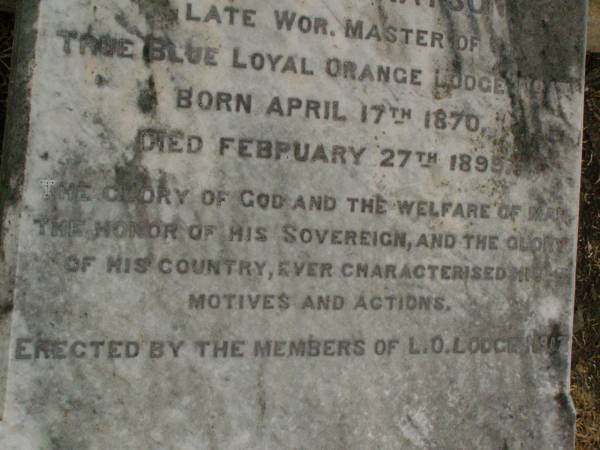 LATE WOR. MASTER OF
TRUE BLUE LOYAL ORANGE LODGE
BORN APRIL 17TH 1870,
DIED FEBRUARY 27TH
THE GLORY OF GOD AND THE WELFARE OF MAN,
THE HONOR OF HIS SOVEREIGN, AND THE GLORY
OF HIS COUNTRY, EVER CHARACTERISED HIS
MOTIVES AND ACTIONS.
ERECTED BY THE MEMBERS OF L.O. LODGE